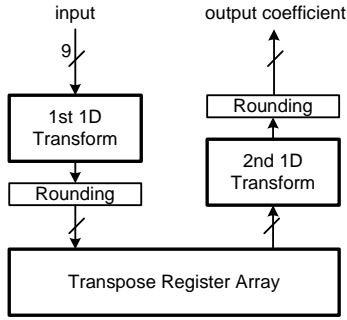 input
output coefficient
9
1st 1D
Transform
Rounding
Rounding
2nd 1D
Transform
Transpose Register Array